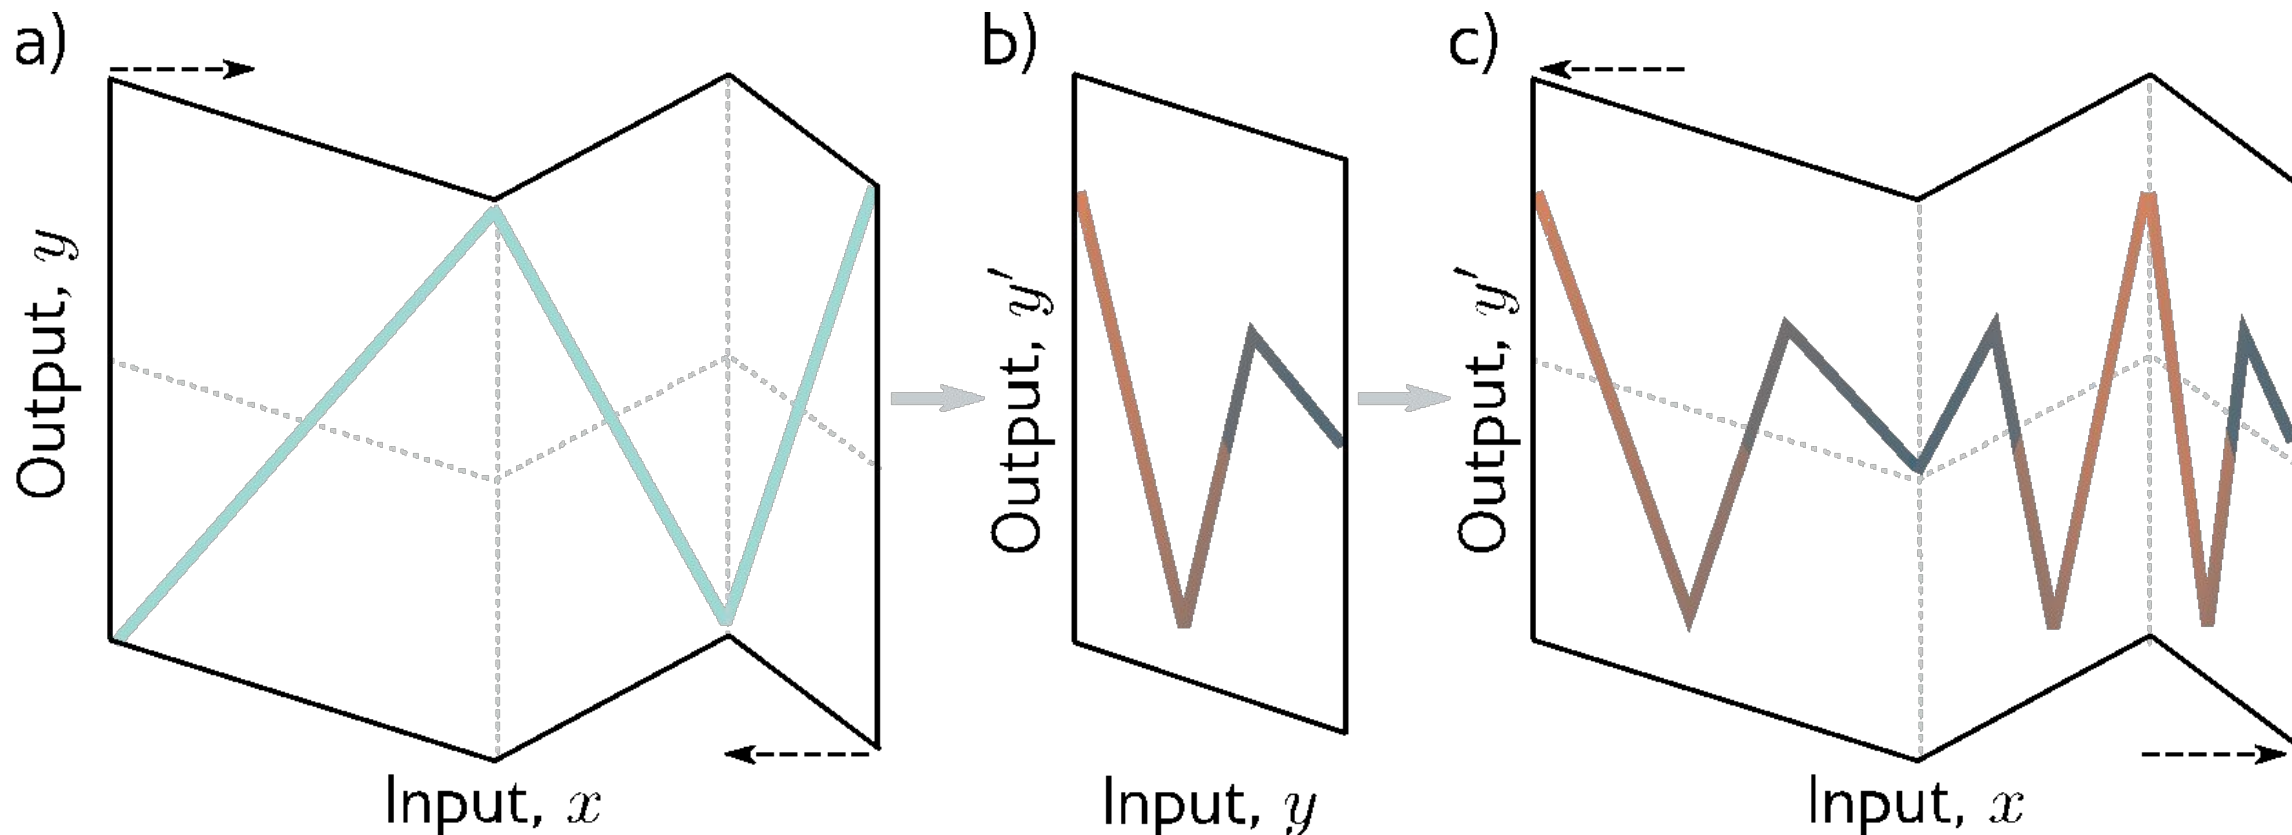 a)
Output, y
Input, x
b)
Output, y′
Input, y
c)
Output, y′
Input, x